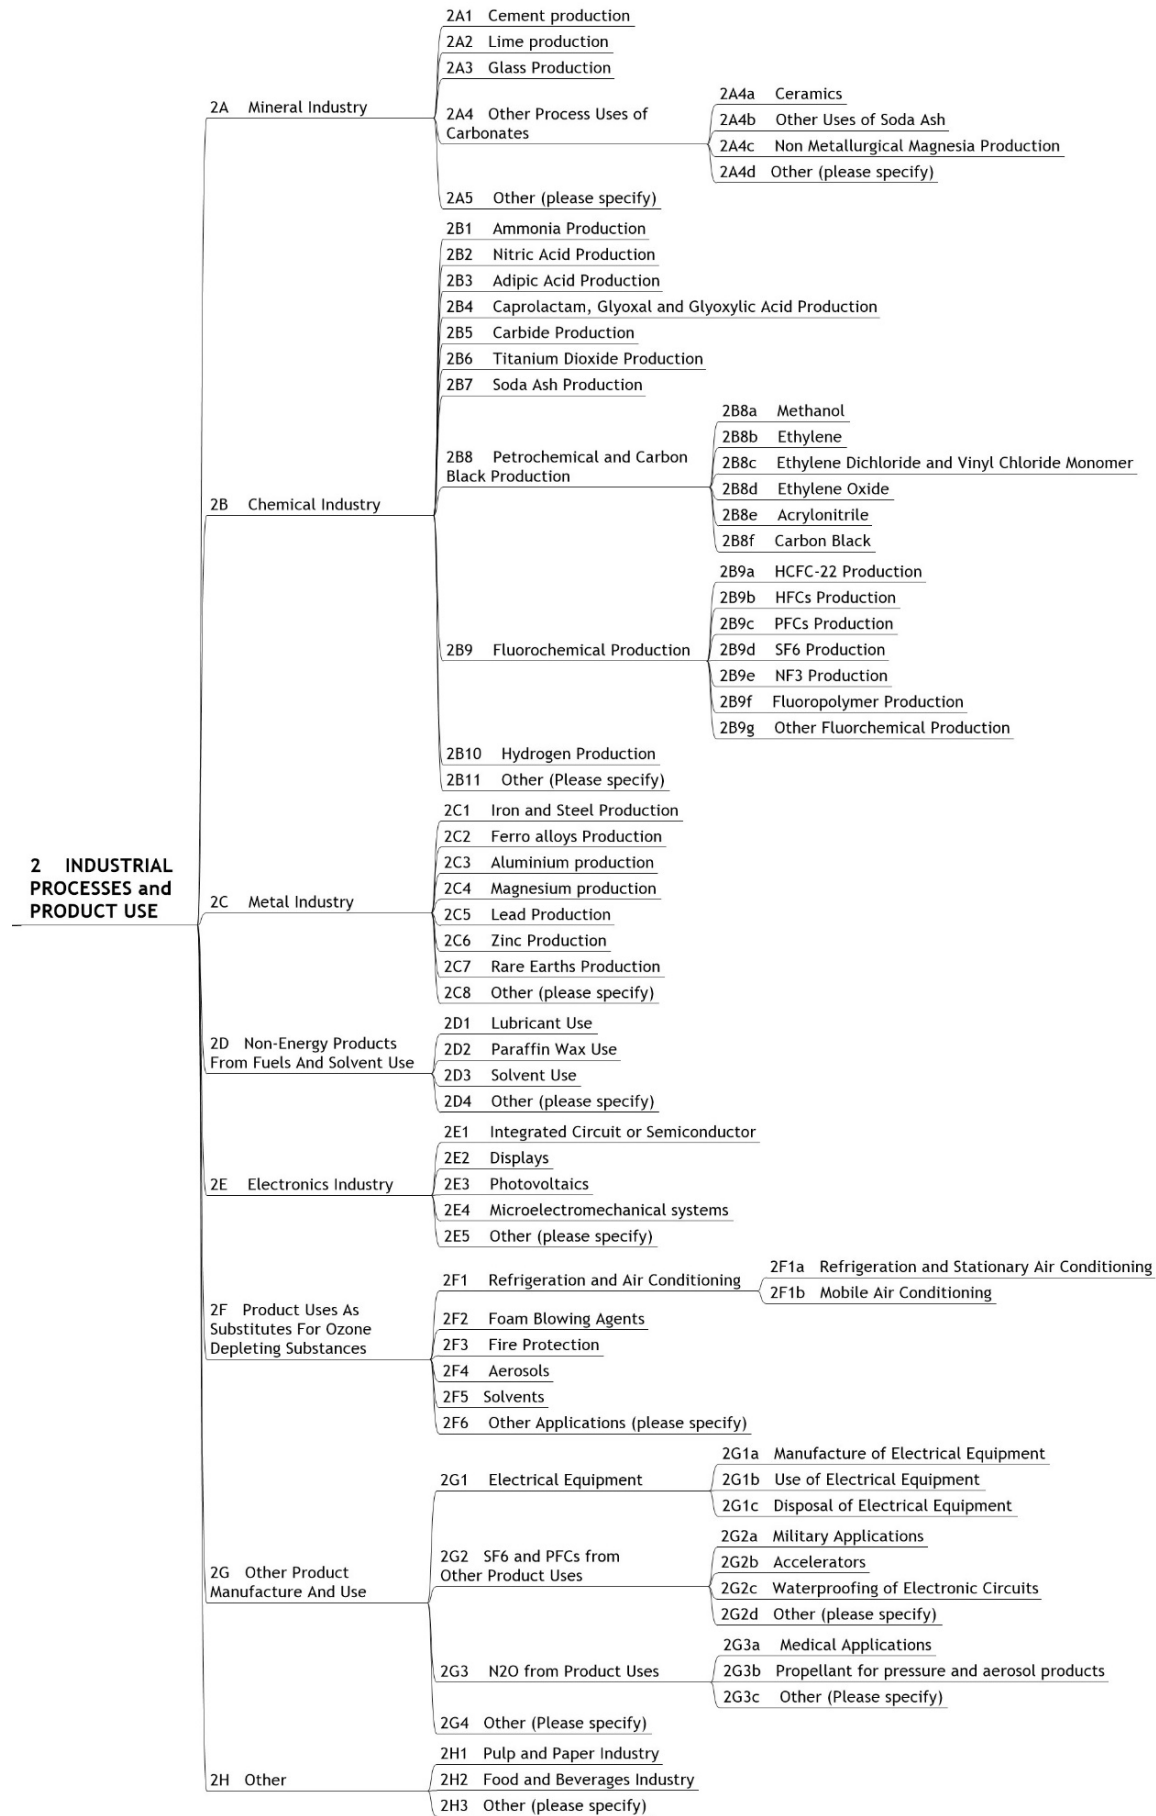 2 INDUSTRIAL
PROCESSES and
PRODUCT USE
2A Mineral Industry
2A1 Cement production
2A2 Lime production
2A3 Glass Production
2A4 Other Process Uses of
Carbonates
2A4a Ceramics
2A4b Other Uses of Soda Ash
2A4c Non Metallurgical Magnesia Production
2A4d Other (please specify)
2A5 Other (please specify)
2B Chemical Industry
2B1 Ammonia Production
2B2 Nitric Acid Production
2B3 Adipic Acid Production
2B4 Caprolactam, Glyoxal and Glyoxylic Acid Production
2B5 Carbide Production
2B6 Titanium Dioxide Production
2B7 Soda Ash Production
2B8 Petrochemical and Carbon
Black Production
2B8a Methanol
2B8b Ethylene
2B8c Ethylene Dichloride and Vinyl Chloride Monomer
2B8d Ethylene Oxide
2B8e Acrylonitrile
2B8f Carbon Black
2B9 Fluorochemical Production
2B9a HCFC-22 Production
2B9b HFCs Production
2B9c PFCs Production
2B9d SF6 Production
2B9e NF3 Production
2B9f Fluoropolymer Production
2B9g Other Fluorchemical Production
2B10 Hydrogen Production
2B11 Other (Please specify)
2C Metal Industry
2C1 Iron and Steel Production
2C2 Ferro alloys Production
2C3 Aluminium production
2C4 Magnesium production
2C5 Lead Production
2C6 Zinc Production
2C7 Rare Earths Production
2C8 Other (please specify)
2D Non-Energy Products
From Fuels And Solvent Use
2D1 Lubricant Use
2D2 Paraffin Wax Use
2D3 Solvent Use
2D4 Other (please specify)
2E Electronics Industry
2E1 Integrated Circuit or Semiconductor
2E2 Displays
2E3 Photovoltaics
2E4 Microelectromechanical systems
2E5 Other (please specify)
2F Product Uses As
Substitutes For Ozone
Depleting Substances
2F1 Refrigeration and Air Conditioning
2F1a Refrigeration and Stationary Air Conditioning
2F1b Mobile Air Conditioning
2F2 Foam Blowing Agents
2F3 Fire Protection
2F4 Aerosols
2F5 Solvents
2F6 Other Applications (please specify)
2G Other Product
Manufacture And Use
2G1 Electrical Equipment
2G1a Manufacture of Electrical Equipment
2G1b Use of Electrical Equipment
2G1c Disposal of Electrical Equipment
2G2 SF6 and PFCs from
Other Product Uses
2G2a Military Applications
2G2b Accelerators
2G2c Waterproofing of Electronic Circuits
2G2d Other (please specify)
2G3 N2O from Product Uses
2G3a Medical Applications
2G3b Propellant for pressure and aerosol products
2G3c Other (Please specify)
2G4 Other (Please specify)
2H Other
2H1 Pulp and Paper Industry
2H2 Food and Beverages Industry
2H3 Other (please specify)